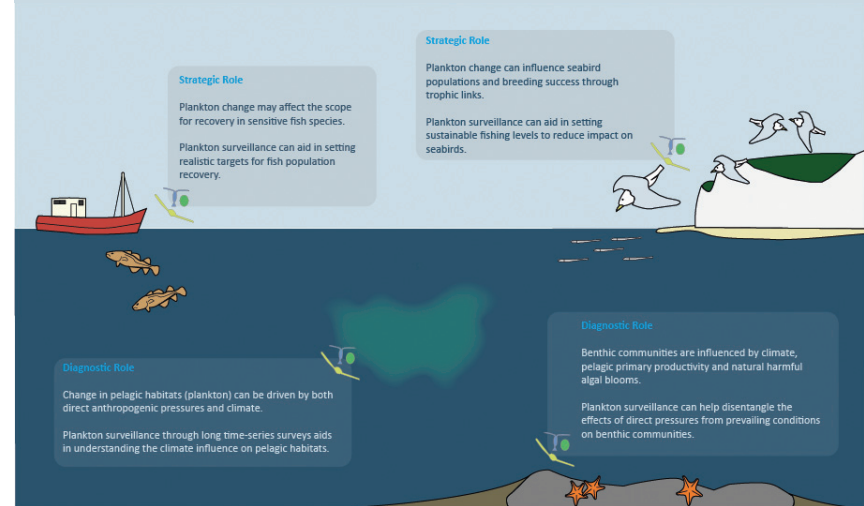 Strategic Role
Plankton change may affect the scope
for recovery in sensitive fish species.
Plankton surveillance can aid in setting
realistic targets for fish population
recovery.
Strategic Role
Plankton change can influence seabird
populations and breeding success through
trophic links.
Plankton surveillance can aid in setting
sustainable fishing levels to reduce impact on
seabirds.
Diagnostic Role
Change in pelagic habitats (plankton) can be driven by both
direct anthropogenic pressures and climate.
Plankton surveillance through long time-series surveys aids
in understanding the climate influence on pelagic habitats.
Diagnostic Role
Benthic communities are influenced by climate,
pelagic primary productivity and natural harmful
algal blooms.
Plankton surveillance can help disentangle the
effects of direct pressures from prevailing conditions
on benthic communities.